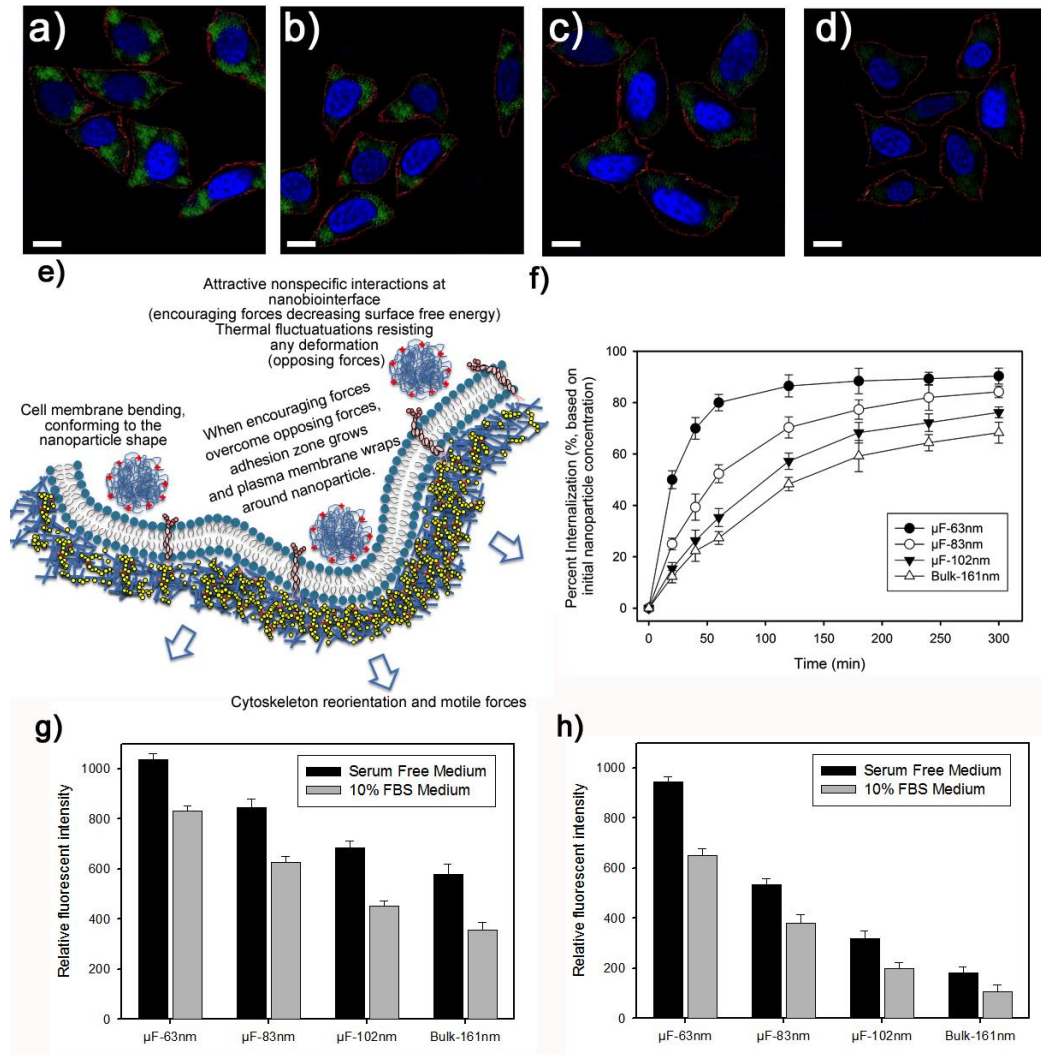 a)
b)
c)
d)
e)
Attractive nonspecific interactions at
nanobiointerface
(encouraging forces decreasing surface free energy)
Thermal fluctuatuations resisting
any deformation
(opposing forces)
Cell membrane bending,
conforming to the
nanoparticle shape
When encouraging forces
overcome opposing forces,
adhesion zone grows
and plasma membrane wraps
around nanoparticle.
Cytoskeleton reorientation and motile forces
f)
Percent Internalization (%, based on
initial nanoparticle concentration)
100
80
60
40
20
0
µF-63nm
µF-83nm
µF-102nm
Bulk-161nm
0 50 100 150 200 250 300
Time (min)
g)
Relative fluorescent intensity
1000
800
600
400
200
0
Serum Free Medium
10% FBS Medium
µF-63nm µF-83nm µF-102nm Bulk-161nm
h)
Relative fluorescent intensity
1000
800
600
400
200
0
Serum Free Medium
10% FBS Medium
µF-63nm µF-83nm µF-102nm Bulk-161nm